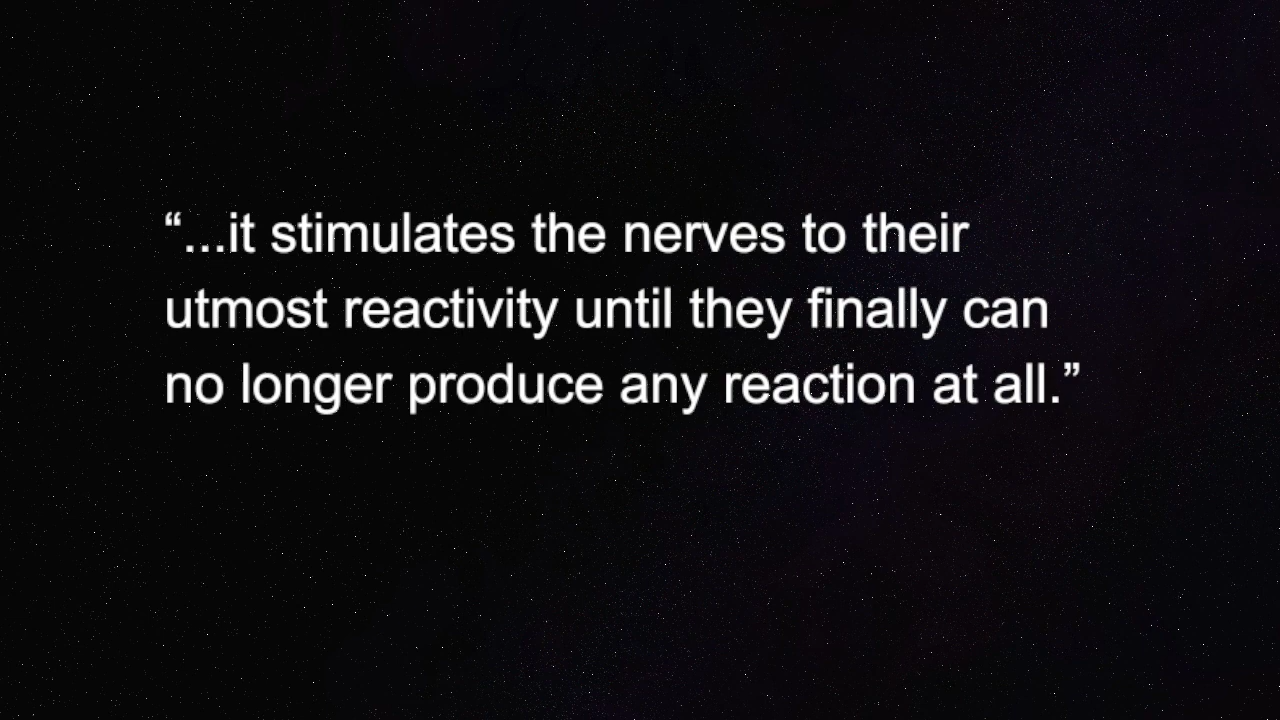 “...it stimulates the nerves to their
utmost reactivity until they finally can
no longer produce any reaction at all.”